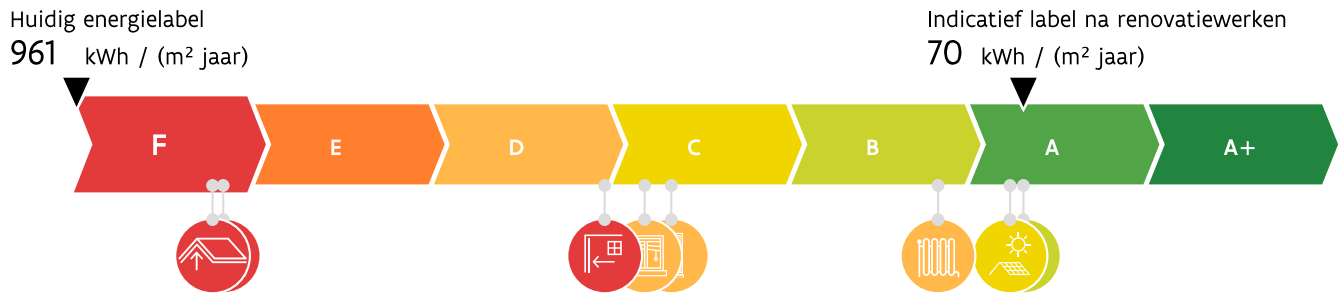 Huidig energielabel
961 kWh / (m² jaar)
Indicatief label na renovatiewerken
70 kWh / (m² jaar)
F
E
D
C
B
A
A+